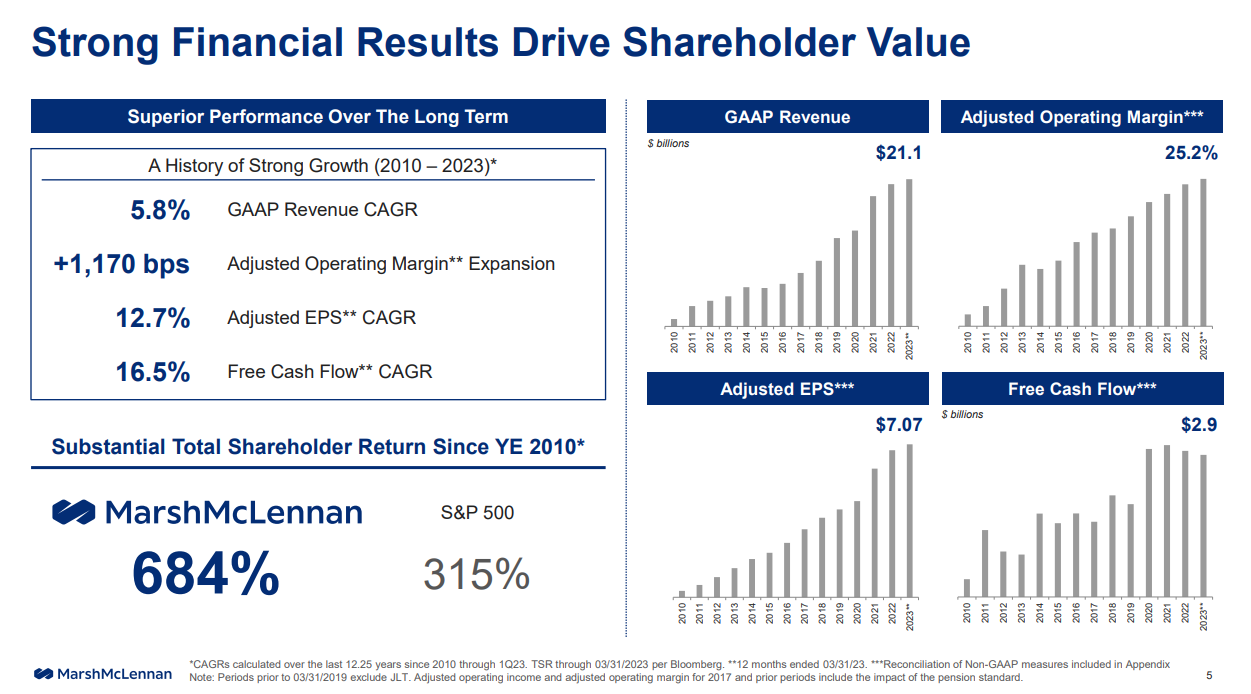 Strong Financial Results Drive Shareholder Value
Superior Performance Over The Long Term
A History of Strong Growth (2010 – 2023)*
5.8% GAAP Revenue CAGR
+1,170 bps Adjusted Operating Margin** Expansion
12.7% Adjusted EPS** CAGR
16.5% Free Cash Flow** CAGR
Substantial Total Shareholder Return Since YE 2010*
MarshMcLennan S&P 500
684% 315%
GAAP Revenue
$ billions
$21.1
2010 2011 2012 2013 2014 2015 2016 2017 2018 2019 2020 2021 2022 2023**
Adjusted Operating Margin***
25.2%
2010 2011 2012 2013 2014 2015 2016 2017 2018 2019 2020 2021 2022 2023**
Adjusted EPS***
$7.07
2010 2011 2012 2013 2014 2015 2016 2017 2018 2019 2020 2021 2022 2023**
Free Cash Flow***
$ billions
$2.9
2010 2011 2012 2013 2014 2015 2016 2017 2018 2019 2020 2021 2022 2023**
MarshMcLennan
*CAGRs calculated over the last 12.25 years since 2010 through 1Q23. TSR through 03/31/2023 per Bloomberg. **12 months ended 03/31/23. ***Reconciliation of Non-GAAP measures included in Appendix
Note: Periods prior to 03/31/2019 exclude JLT. Adjusted operating income and adjusted operating margin for 2017 and prior periods include the impact of the pension standard.
5